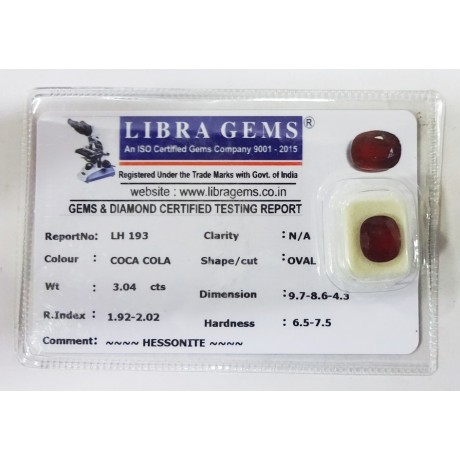 LIBRA GEMS®
An ISO Certified Gems Company 9001 - 2015
Registered Under the Trade Marks with Govt. of India
website : www.libragems.co.in
GEMS & DIAMOND CERTIFIED TESTING REPORT
ReportNo: LH 193 Clarity : N/A
Colour : COCA COLA Shape/cut : OVAL
Wt : 3.04 cts Dimension : 9.7-8.6-4.3
R.Index : 1.92-2.02 Hardness : 6.5-7.5
Comment: ~~~~ HESSONITE ~~~~